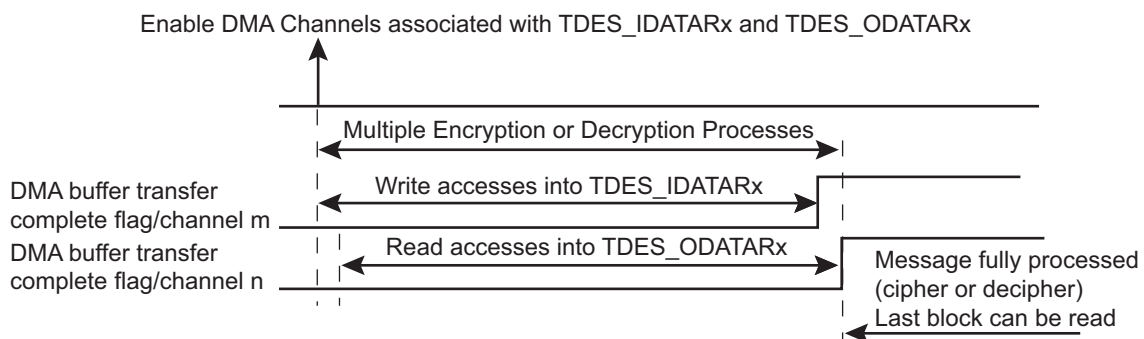 Enable DMA Channels associated with TDES_IDATARx and TDES_ODATARx
Multiple Encryption or Decryption Processes
DMA buffer transfer
complete flag/channel m
Write accesses into TDES_IDATARx
DMA buffer transfer
complete flag/channel n
Read accesses into TDES_ODATARx
Message fully processed
(cipher or decipher)
Last block can be read